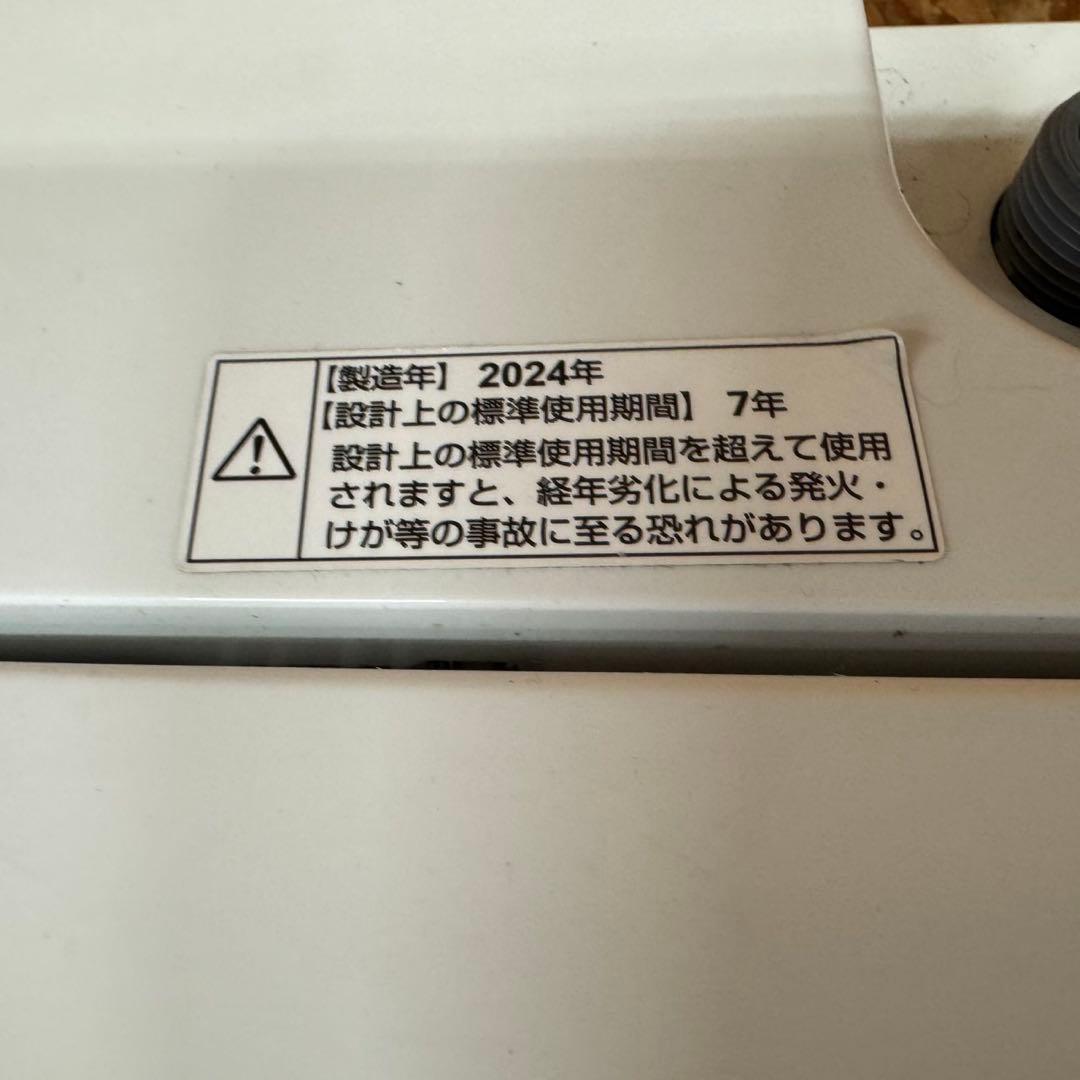 【製造年】 2024年
【設計上の標準使用期間】 7年
設計上の標準使用期間を超えて使用
されますと、経年劣化による発火・
けが等の事故に至る恐れがあります。